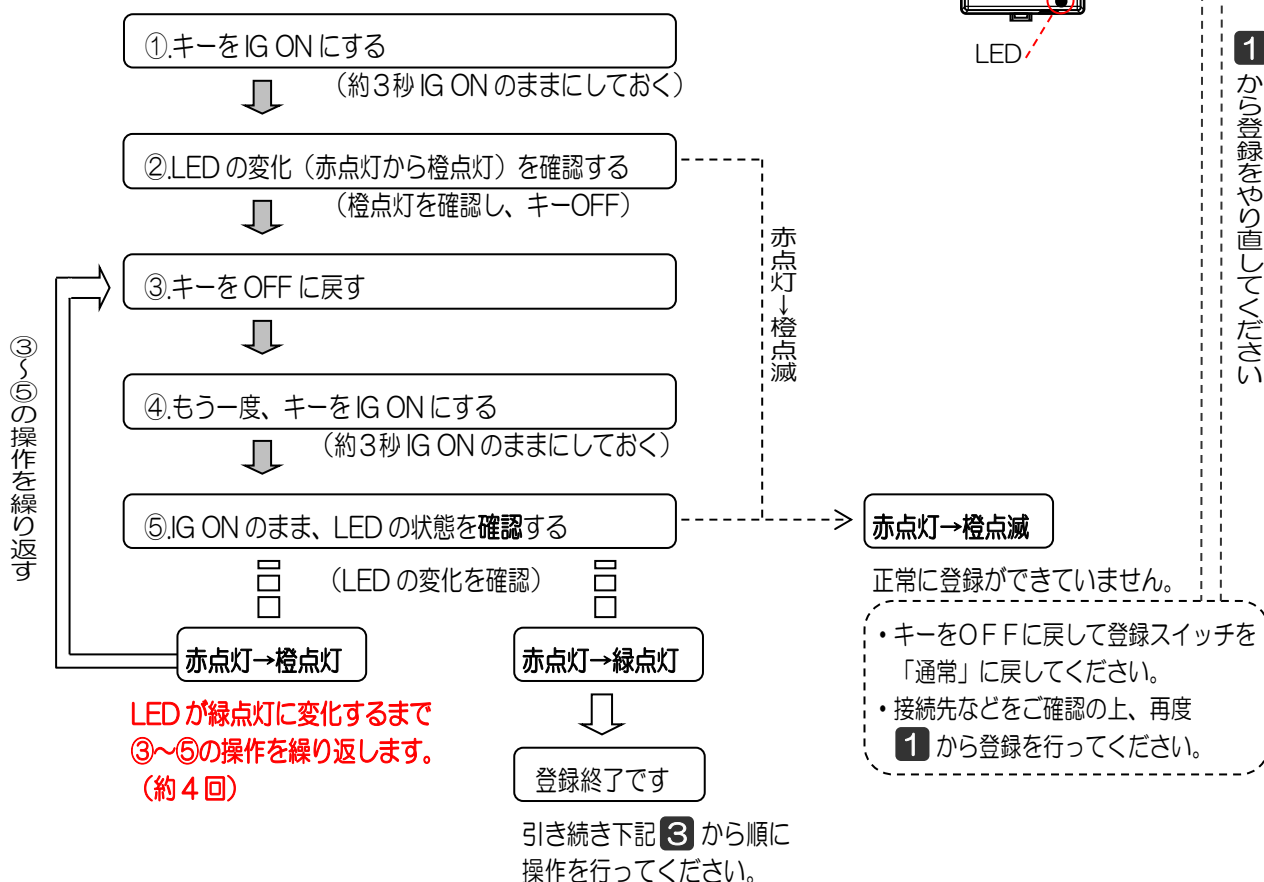 LED
①.キーをIG ONにする
（約３秒 IG ONのままにしておく）
②.LEDの変化（赤点灯から橙点灯）を確認する
（橙点灯を確認し、キーOFF）
③.キーをOFFに戻す
④.もう一度、キーをIG ONにする
（約３秒 IG ONのままにしておく）
⑤.IG ONのまま、LEDの状態を確認する
（LEDの変化を確認）
③〜⑤の操作を繰り返す
赤点灯→橙点灯
LEDが緑点灯に変化するまで
③〜⑤の操作を繰り返します。
（約４回）
赤点灯→緑点灯
登録終了です
引き続き下記 3 から順に
操作を行ってください。
赤点灯→橙点滅
赤点灯→橙点滅
正常に登録ができていません。
・キーをＯＦＦに戻して登録スイッチを
「通常」に戻してください。
・接続先などをご確認の上、再度
1 から登録を行ってください。
1 から登録をやり直してください